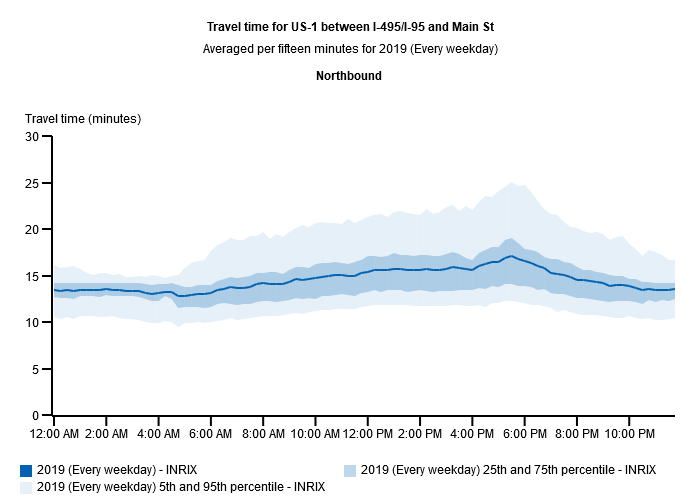 Travel time for US-1 between I-495/I-95 and Main St
Averaged per fifteen minutes for 2019 (Every weekday)
Northbound
Travel time (minutes)
30
25
20
15
10
5
0
12:00 AM 2:00 AM 4:00 AM 6:00 AM 8:00 AM 10:00 AM 12:00 PM 2:00 PM 4:00 PM 6:00 PM 8:00 PM 10:00 PM
2019 (Every weekday) - INRIX 2019 (Every weekday) 25th and 75th percentile - INRIX
2019 (Every weekday) 5th and 95th percentile - INRIX